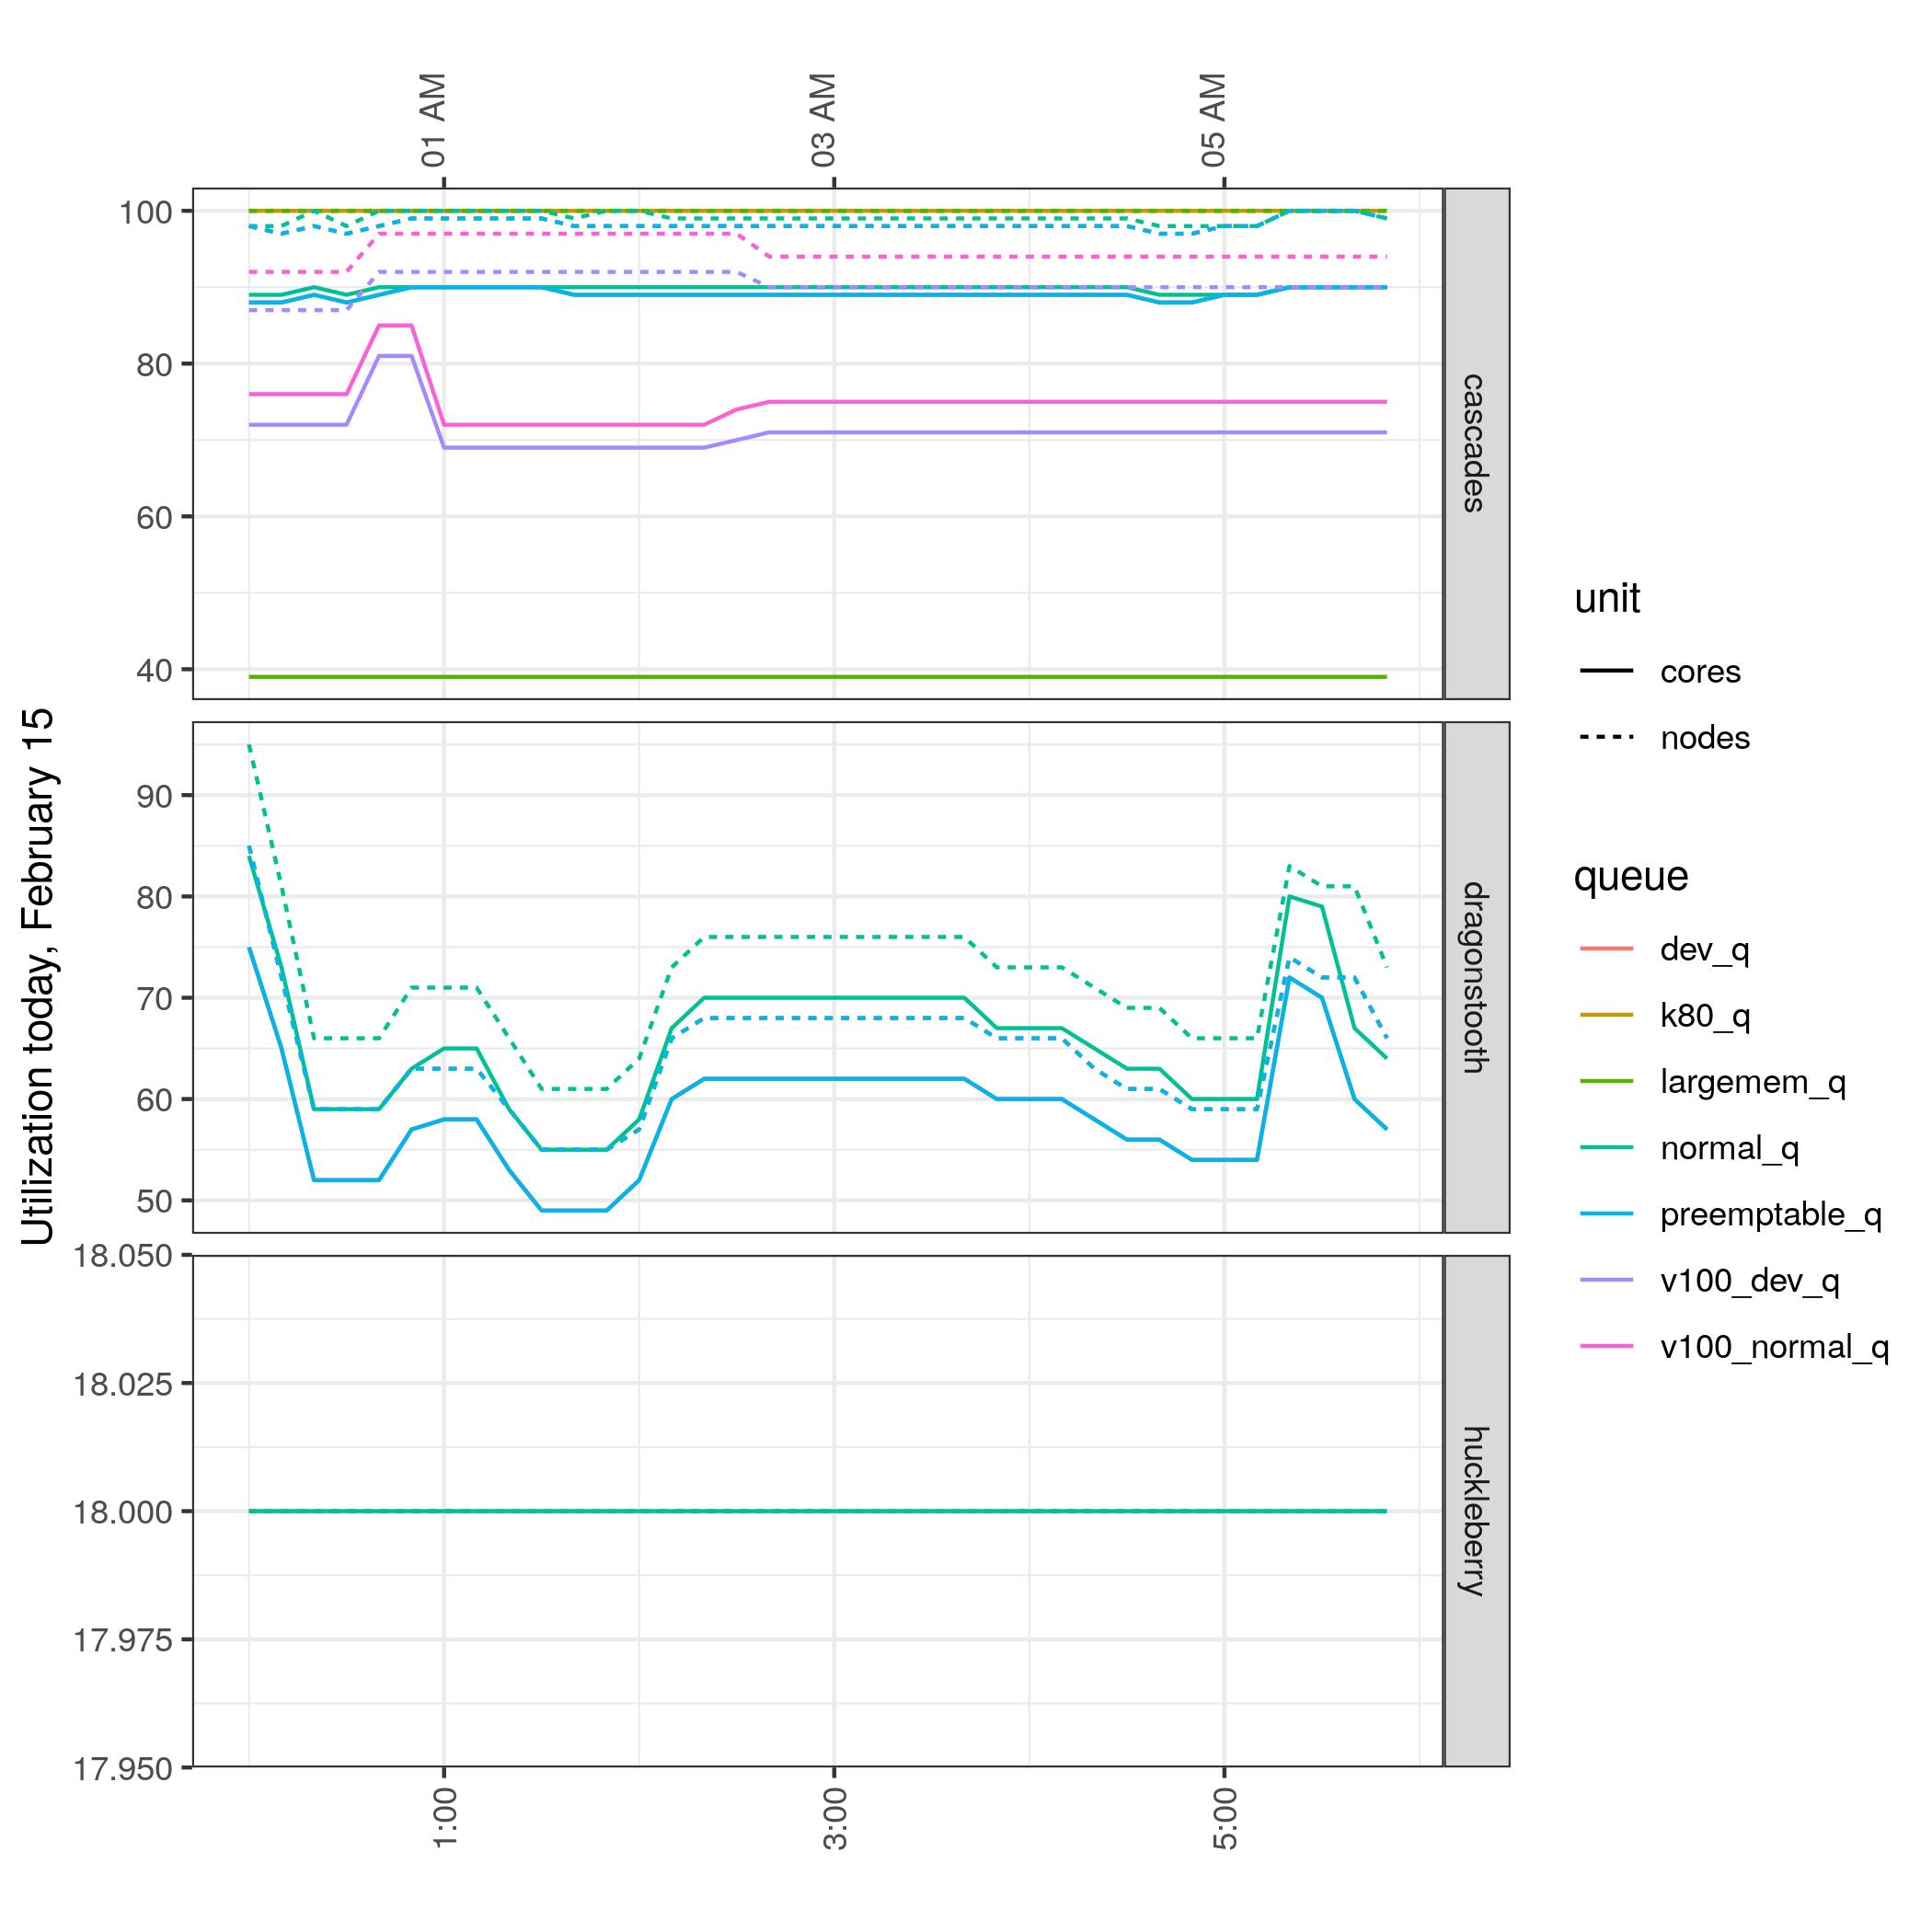 01 AM
03 AM
05 AM
100
80
60
40
cascades
90
80
70
60
50
dragonstooth
18.050
18.025
18.000
17.975
17.950
huckleberry
1:00
3:00
5:00
Utilization today, February 15
unit
cores
nodes
queue
dev_q
k80_q
largemem_q
normal_q
preemptable_q
v100_dev_q
v100_normal_q